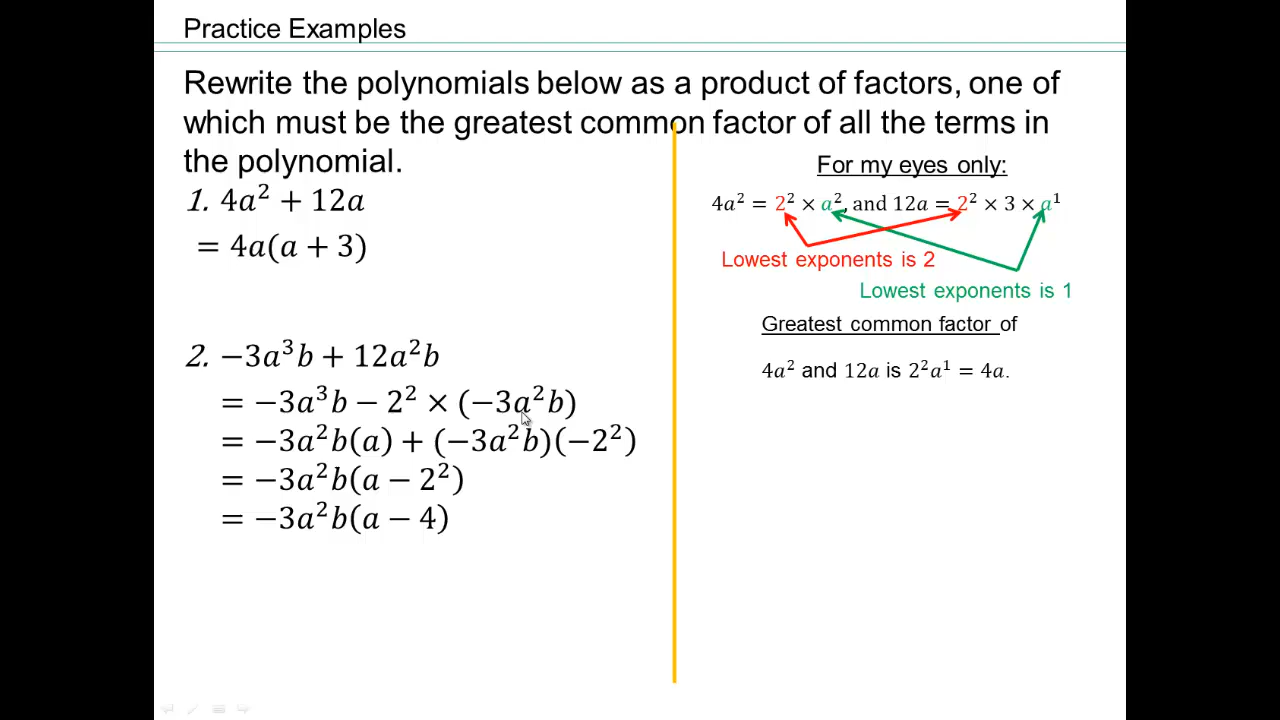 Practice Examples
Rewrite the polynomials below as a product of factors, one of
which must be the greatest common factor of all the terms in
the polynomial.
1. 4a² + 12a
= 4a(a + 3)
2. −3a³b + 12a²b
= −3a³b − 2² × (−3a²b)
= −3a²b(a) + (−3a²b)(−2²)
= −3a²b(a − 2²)
= −3a²b(a − 4)
For my eyes only:
4a² = 2² × a², and 12a = 2² × 3 × a¹
Lowest exponents is 2
Lowest exponents is 1
Greatest common factor of
4a² and 12a is 2²a¹ = 4a.